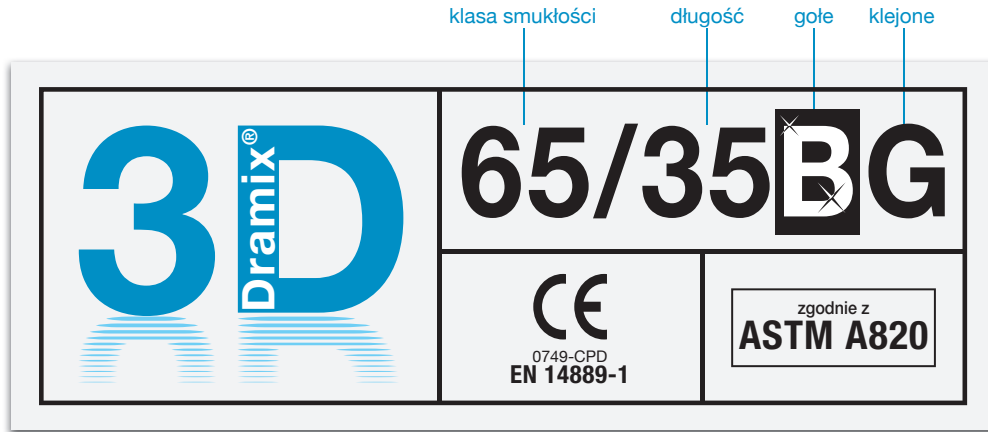 klasa smukłości długość gołe klejone
3D
Dramix®
65/35BG
CE
0749-CPD
EN 14889-1
zgodnie z
ASTM A820